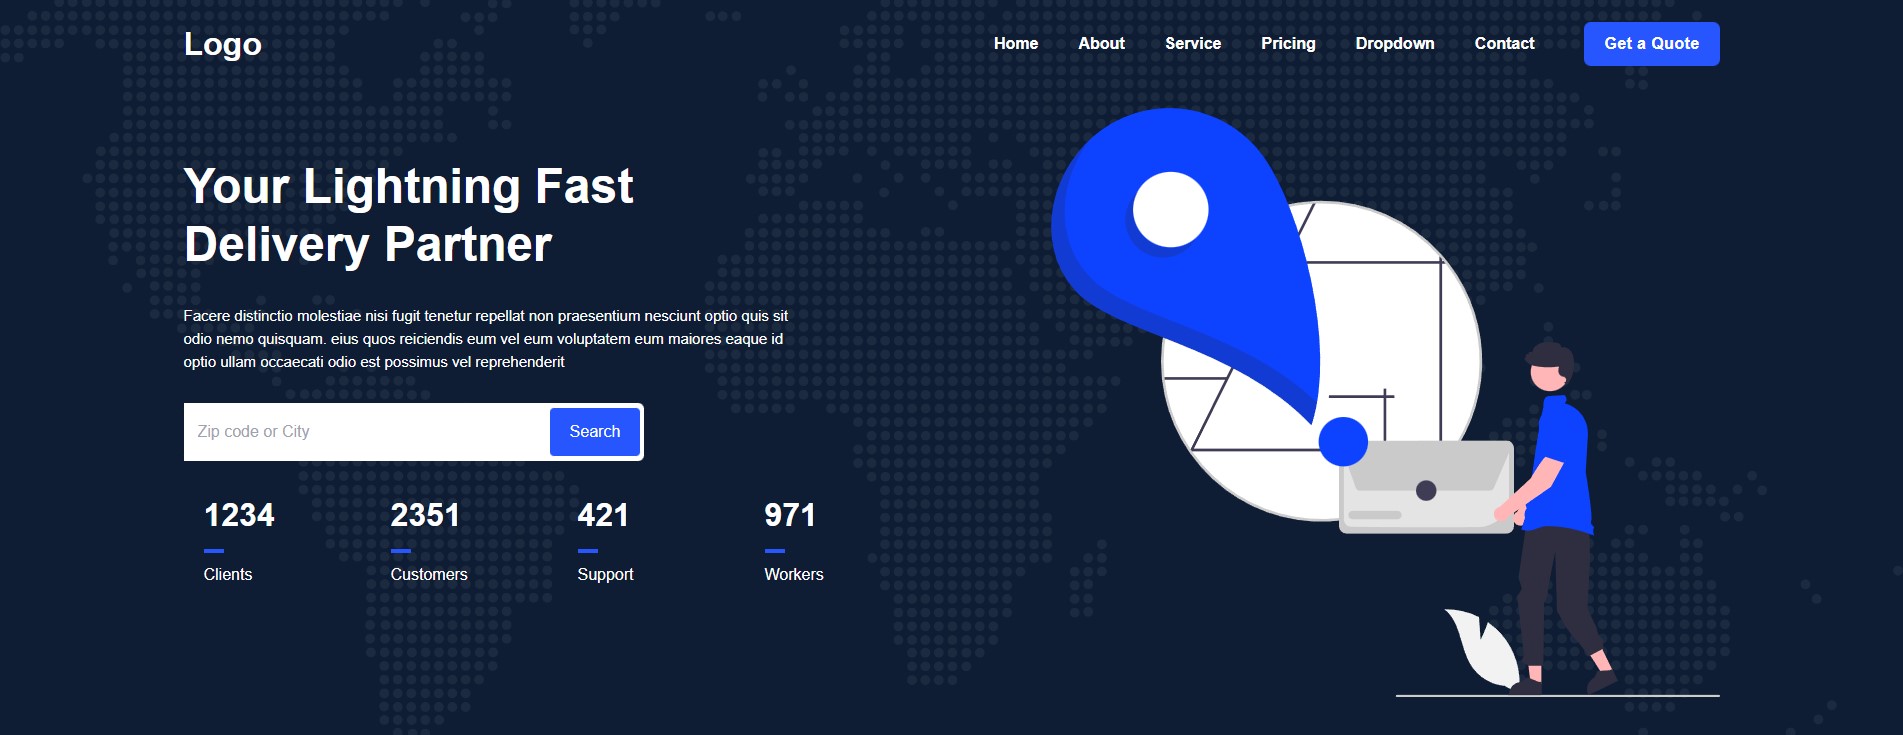 Logo
Home About Service Pricing Dropdown Contact Get a Quote
Your Lightning Fast
Delivery Partner
Facere distinctio molestiae nisi fugit tenetur repellat non praesentium nesciunt optio quis sit
odio nemo quisquam. eius quos reiciendis eum vel eum voluptatem eum maiores eaque id
optio ullam occaecati odio est possimus vel reprehenderit
Zip code or City Search
1234 2351 421 971
Clients Customers Support Workers